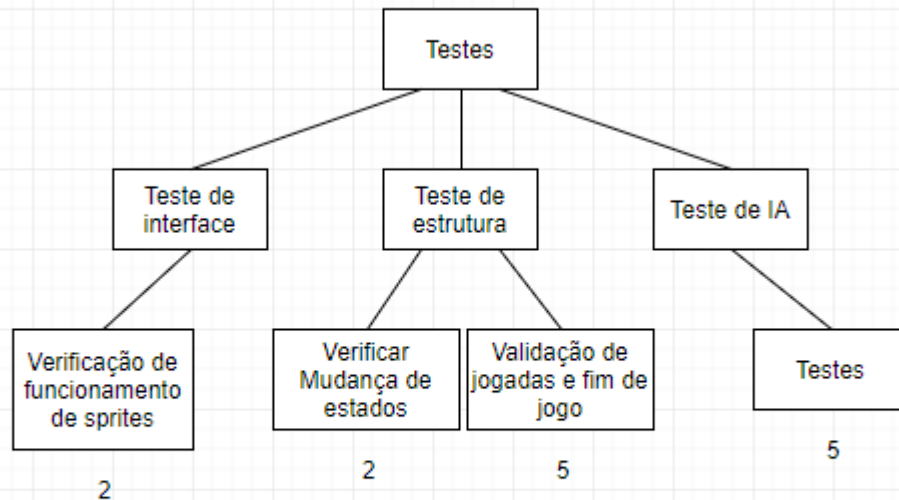 Testes
Teste de
interface
Teste de
estrutura
Teste de IA
Verificação de
funcionamento
de sprites
Verificar
Mudança de
estados
Validação de
jogadas e fim de
jogo
Testes
2
2
5
5